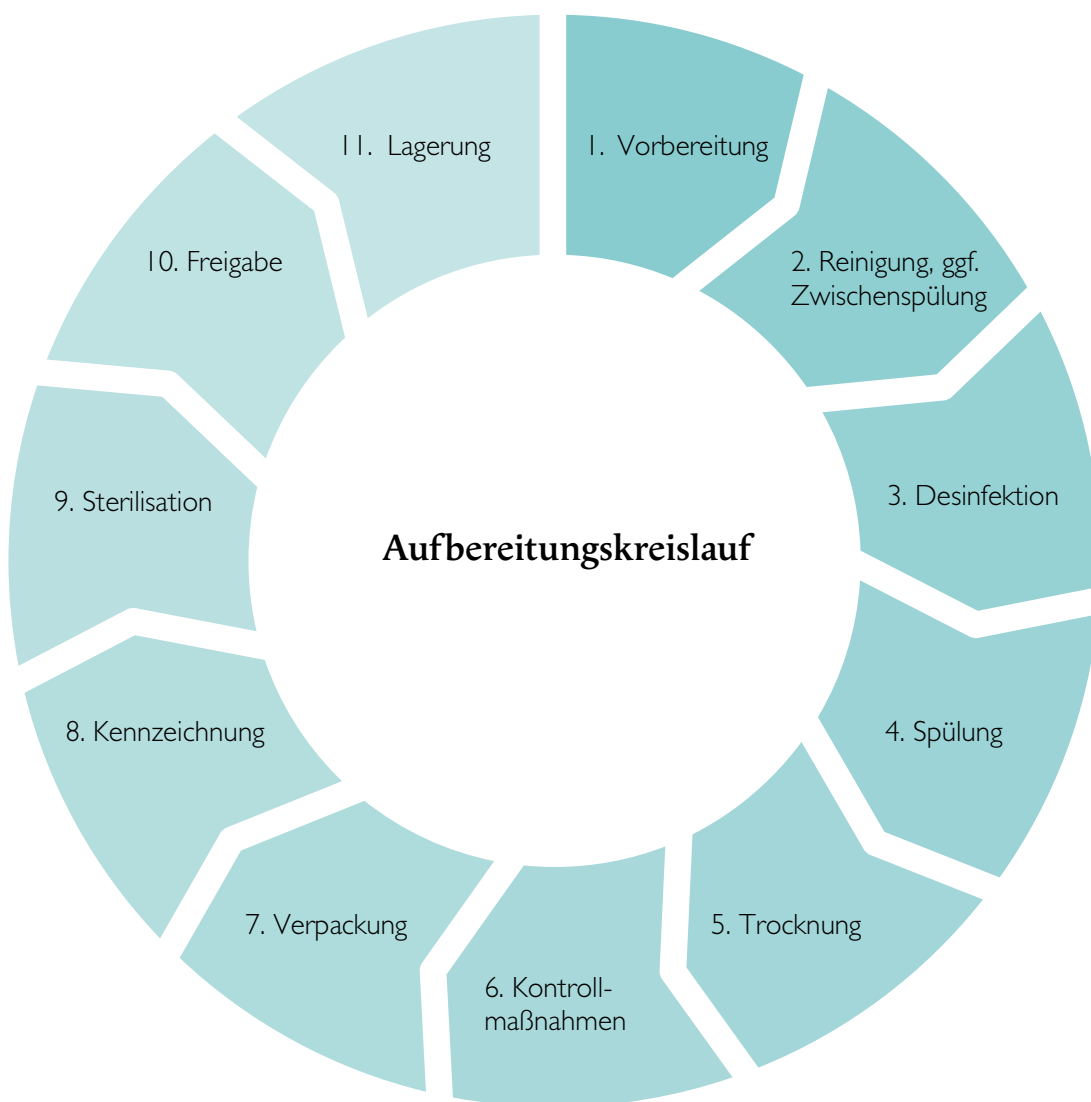 1. Vorbereitung
2. Reinigung, ggf.
Zwischenspülung
3. Desinfektion
4. Spülung
5. Trocknung
6. Kontroll-
maßnahmen
7. Verpackung
8. Kennzeichnung
9. Sterilisation
10. Freigabe
11. Lagerung
Aufbereitungskreislauf